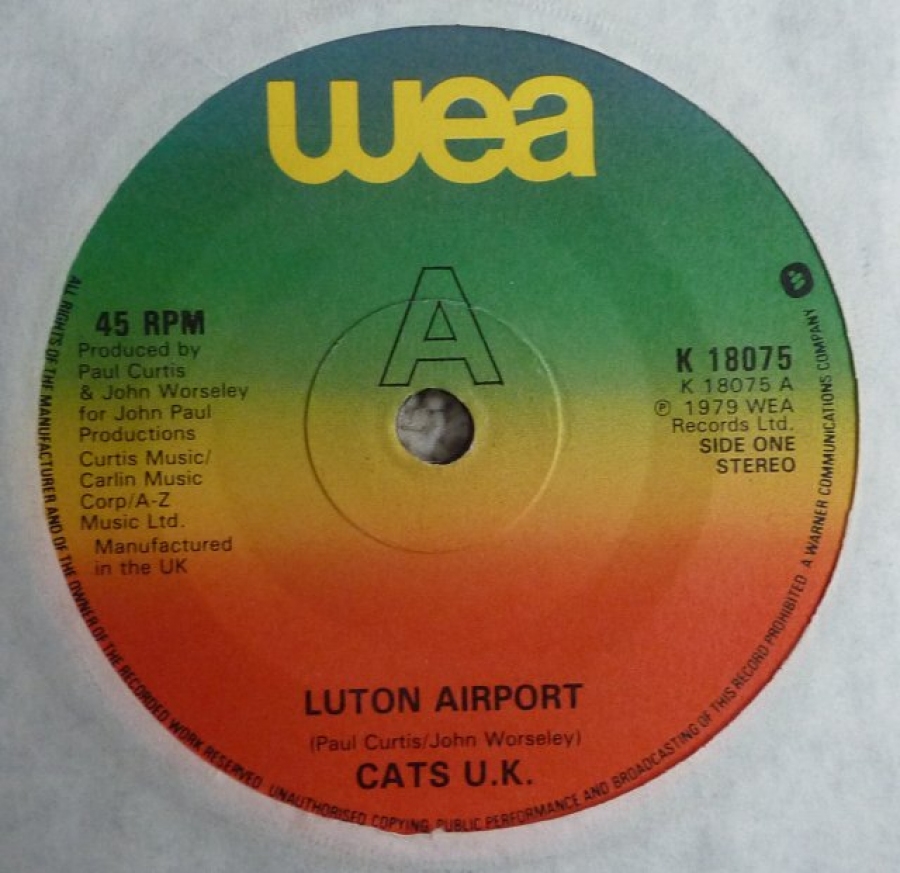 wea
A
45 RPM
Produced by
Paul Curtis
& John Worseley
for John Paul
Productions
Curtis Music/
Carlin Music
Corp/A-Z
Music Ltd.
Manufactured
in the UK
K 18075
K 18075 A
℗ 1979 WEA
Records Ltd.
SIDE ONE
STEREO
LUTON AIRPORT
(Paul Curtis/John Worseley)
CATS U.K.
ALL RIGHTS OF THE MANUFACTURER AND OF THE OWNER OF THE RECORDED WORK RESERVED. UNAUTHORISED COPYING, PUBLIC PERFORMANCE AND BROADCASTING OF THIS RECORD PROHIBITED A WARNER COMMUNICATIONS COMPANY